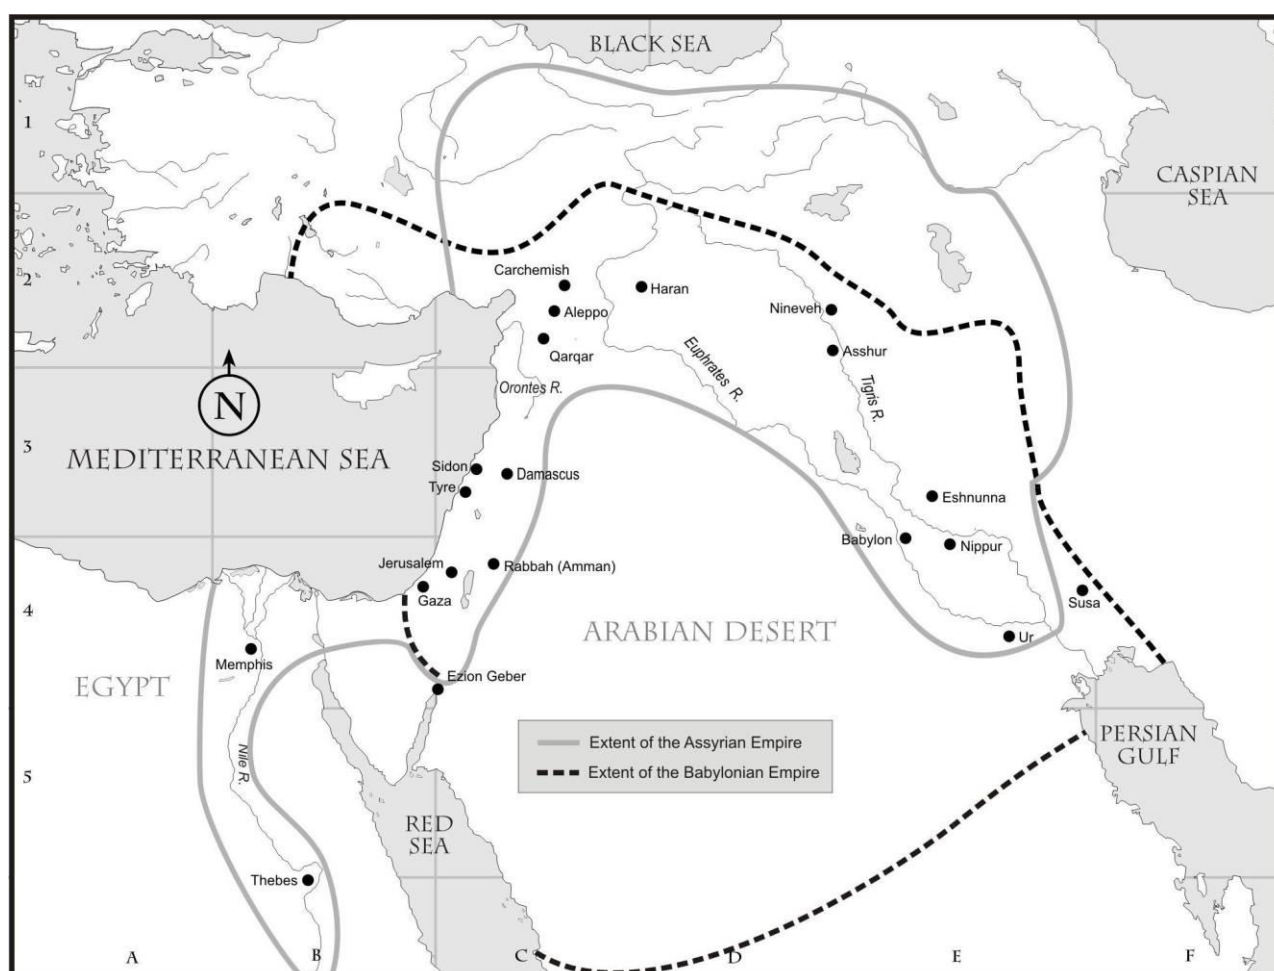 BLACK SEA
1
CASPIAN
SEA
Carchemish
2
Haran
Aleppo
Nineveh
Qarqar
Asshur
Euphrates R.
Orontes R.
Tigris R.
N
3
MEDITERRANEAN SEA
Sidon
Damascus
Tyre
Eshnunna
Babylon
Nippur
Jerusalem
Rabbah (Amman)
Gaza
4
Susa
ARABIAN DESERT
Ur
Memphis
EGYPT
Ezion Geber
PERSIAN
GULF
Extent of the Assyrian Empire
Nile R.
5
Extent of the Babylonian Empire
RED
SEA
Thebes
A
B
C
D
E
F